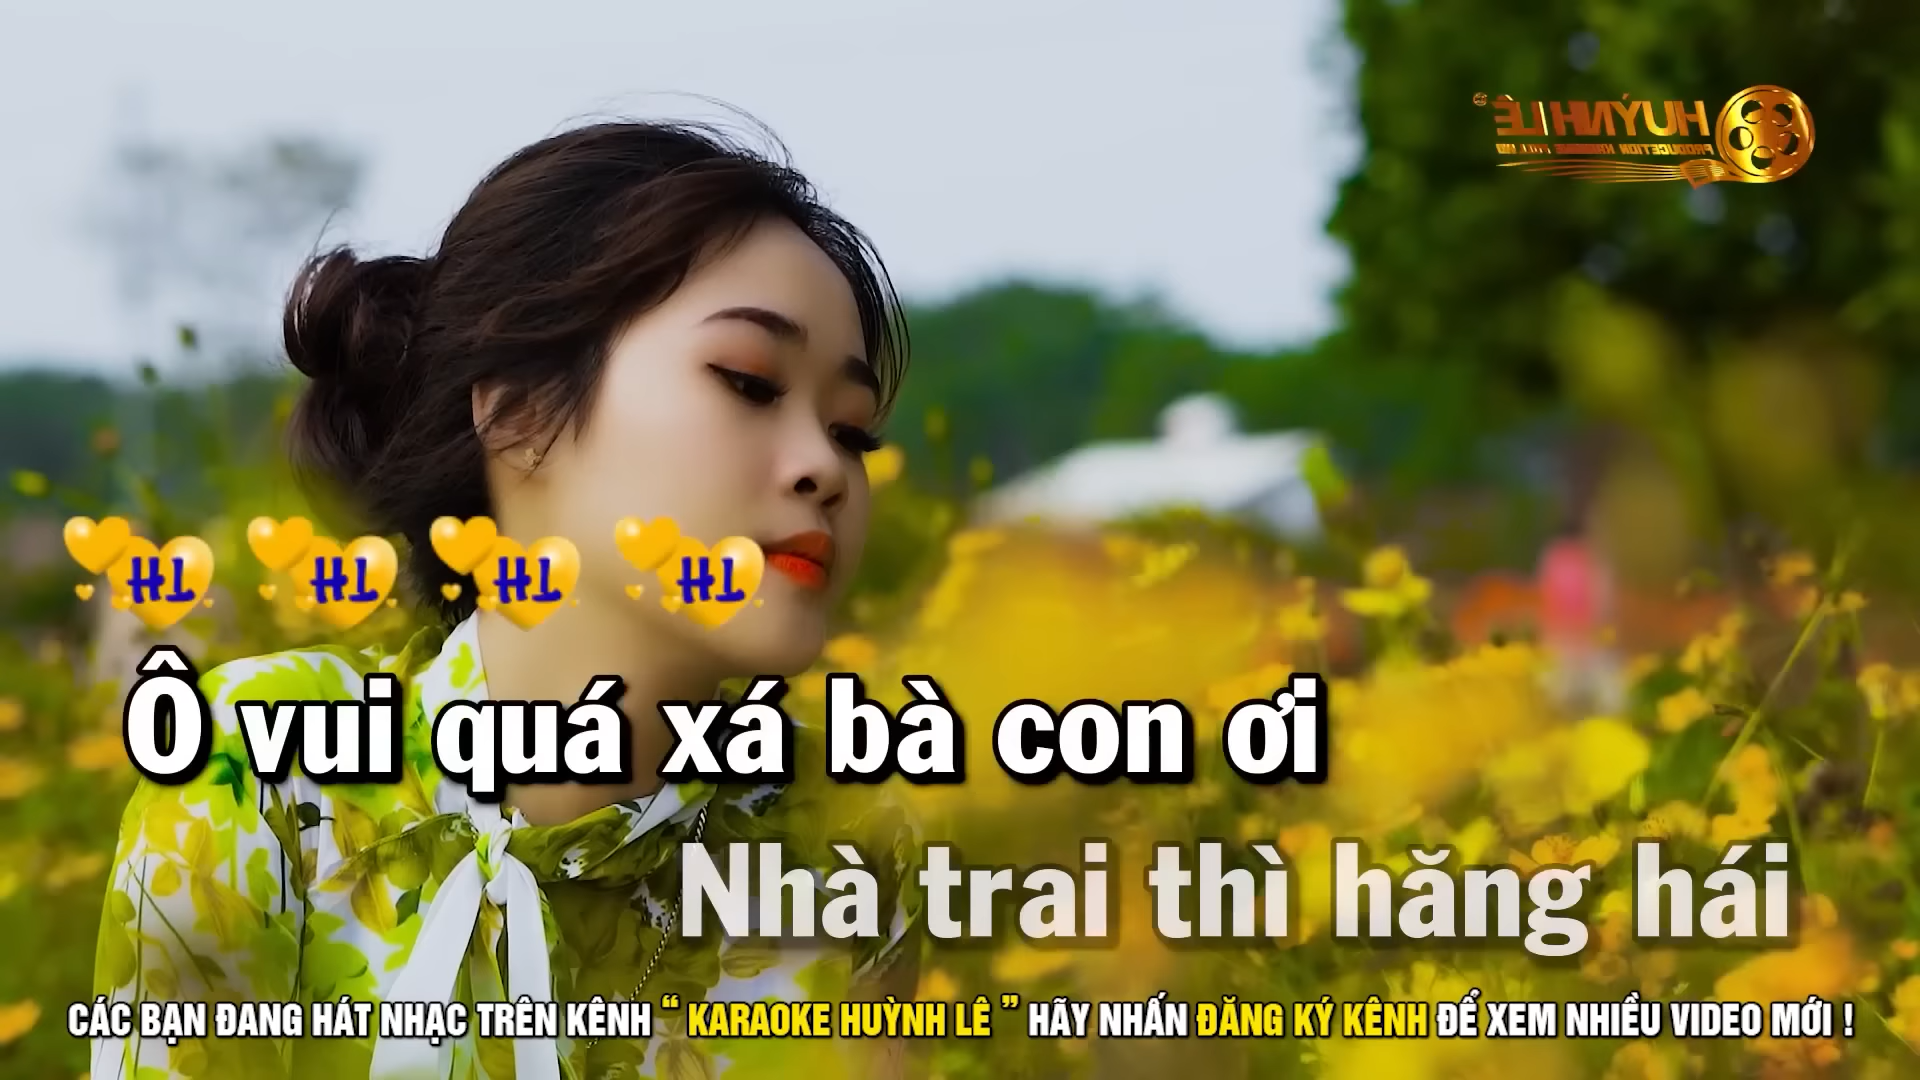 HUỲNH LÊ
HL HL HL HL
Ô vui quá xá bà con ơi
Nhà trai thì hăng hái
CÁC BẠN ĐANG HÁT NHẠC TRÊN KÊNH “ KARAOKE HUỲNH LÊ ” HÃY NHẤN ĐĂNG KÝ KÊNH ĐỂ XEM NHIỀU VIDEO MỚI !